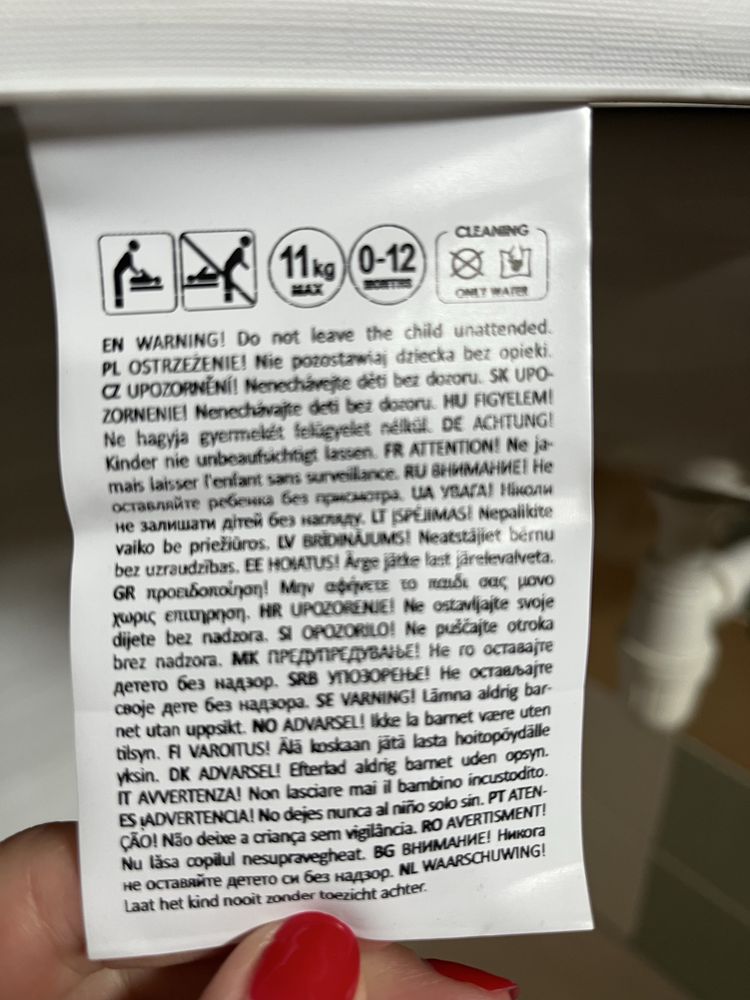 11kg
MAX
0-12
MONTHS
CLEANING
ONLY WATER
EN WARNING! Do not leave the child unattended.
PL OSTRZEŻENIE! Nie pozostawiaj dziecka bez opieki.
CZ UPOZORNĚNÍ! Nenechávejte děti bez dozoru. SK UPO-
ZORNENIE! Nenechávajte deti bez dozoru. HU FIGYELEM!
Ne hagyja gyermekét felügyelet nélkül. DE ACHTUNG!
Kinder nie unbeaufsichtigt lassen. FR ATTENTION! Ne ja-
mais laisser l'enfant sans surveillance. RU ВНИМАНИЕ! Не
оставляйте ребенка без присмотра. UA УВАГА! Ніколи
не залишати дітей без нагляду. LT ĮSPĖJIMAS! Nepalikite
vaiko be priežiūros. LV BRĪDINĀJUMS! Neatstājiet bērnu
bez uzraudzības. EE HOIATUS! Ärge jätke last järelevalveta.
GR προειδοποίηση! Μην αφήνετε το παιδί σας μονο
χωρις επιτηρηση. HR UPOZORENJE! Ne ostavljajte svoje
dijete bez nadzora. SI OPOZORILO! Ne puščajte otroka
brez nadzora. MK ПРЕДУПРЕДУВАЊЕ! Не го оставајте
детето без надзор. SRB УПОЗОРЕЊЕ! Не остављајте
своје дете без надзора. SE VARNING! Lämna aldrig bar-
net utan uppsikt. NO ADVARSEL! Ikke la barnet være uten
tilsyn. FI VAROITUS! Älä koskaan jätä lasta hoitopöydälle
yksin. DK ADVARSEL! Efterlad aldrig barnet uden opsyn.
IT AVVERTENZA! Non lasciare mai il bambino incustodito.
ES ¡ADVERTENCIA! No dejes nunca al niño solo sin. PT ATEN-
ÇÃO! Não deixe a criança sem vigilância. RO AVERTISMENT!
Nu lăsa copilul nesupravegheat. BG ВНИМАНИЕ! Никога
не оставяйте детето си без надзор. NL WAARSCHUWING!
Laat het kind nooit zonder toezicht achter.